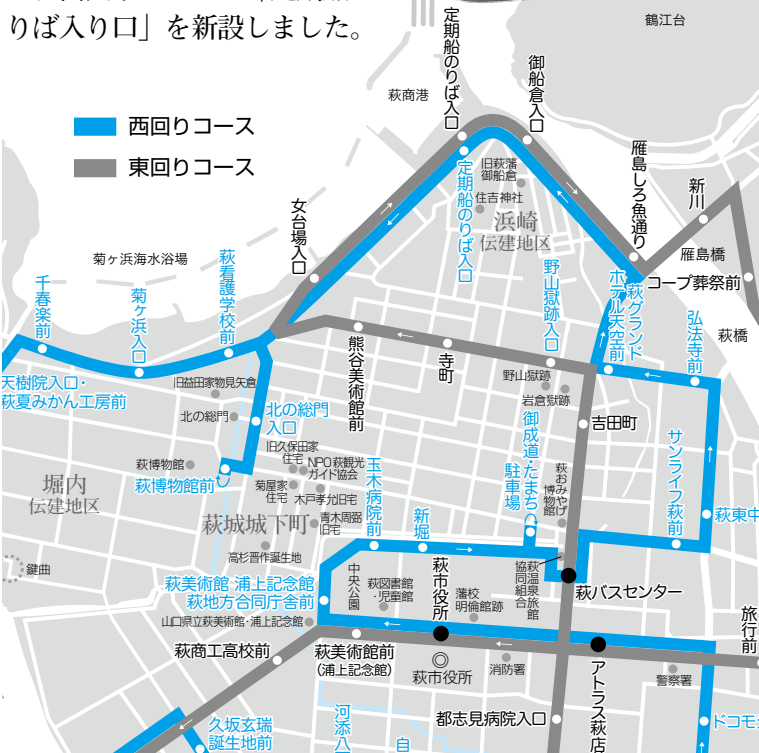 りば入り口」を新設しました。
西回りコース
東回りコース
鶴江台
萩商港
定期船のりば入口
御船倉入口
旧萩藩
御船倉
住吉神社
浜崎
伝建地区
定期船のりば入口
雁島しろ魚通り
新川
雁島橋
コープ葬祭前
萩橋
女台場入口
菊ヶ浜海水浴場
千春楽前
菊ヶ浜入口
萩看護学校前
天樹院入口・
萩夏みかん工房前
旧益田家物見矢倉
北の総門
北の総門
入口
萩博物館
萩博物館前
堀内
伝建地区
鍵曲
熊谷美術館前
寺町
野山獄跡入口
野山獄跡
岩倉獄跡
萩グランド
ホテル天空前
弘法寺前
吉田町
サンライフ萩前
萩東中
御成道・たまち
駐車場
萩おみやげ
博物館
旧久保田家
住宅
NPO萩観光
ガイド協会
菊屋家
住宅
木戸孝允旧宅
青木周弼
旧宅
萩城城下町
高杉晋作誕生地
玉木病院前
新堀
萩温泉旅館
協同組合
萩バスセンター
萩美術館 浦上記念館
萩地方合同庁舎前
山口県立萩美術館・浦上記念館
中央公園
萩図書館
・児童館
萩市役所
藩校
明倫館跡
萩商工高校前
萩美術館前
(浦上記念館)
萩市役所
消防署
アトラス萩店
警察署
旅行前
都志見病院入口
ドコモ
久坂玄瑞
誕生地前
河添八
自